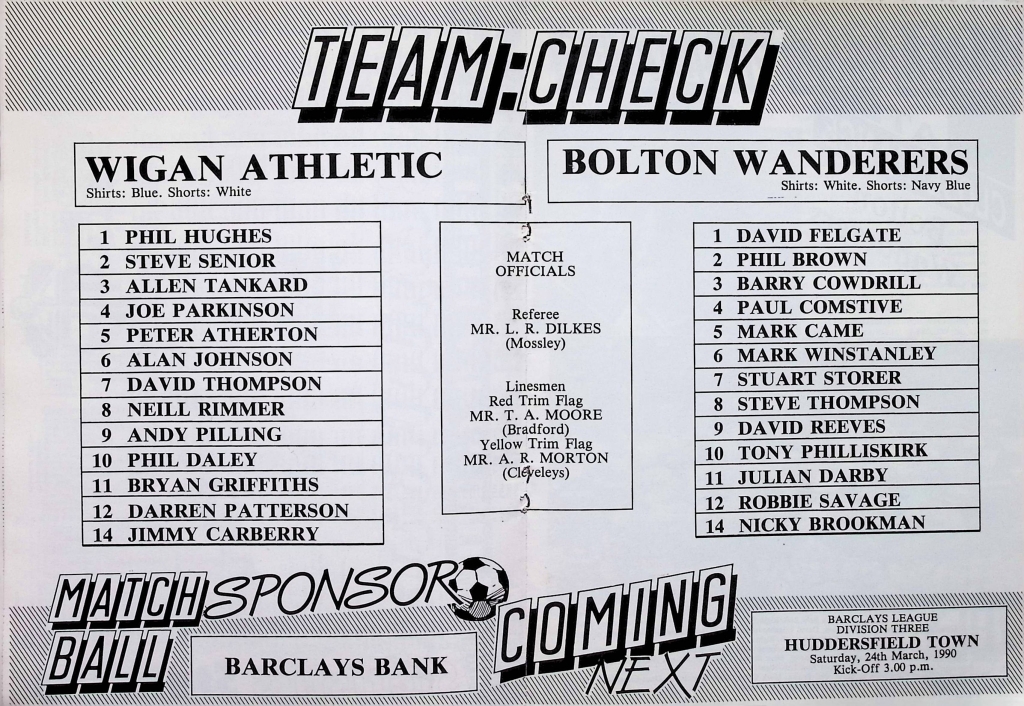 TEAM:CHECK
WIGAN ATHLETIC
Shirts: Blue. Shorts: White
BOLTON WANDERERS
Shirts: White. Shorts: Navy Blue
1 PHIL HUGHES
2 STEVE SENIOR
3 ALLEN TANKARD
4 JOE PARKINSON
5 PETER ATHERTON
6 ALAN JOHNSON
7 DAVID THOMPSON
8 NEILL RIMMER
9 ANDY PILLING
10 PHIL DALEY
11 BRYAN GRIFFITHS
12 DARREN PATTERSON
14 JIMMY CARBERRY
MATCH
OFFICIALS
Referee
MR. L. R. DILKES
(Mossley)
Linesmen
Red Trim Flag
MR. T. A. MOORE
(Bradford)
Yellow Trim Flag
MR. A. R. MORTON
(Cleveleys)
1 DAVID FELGATE
2 PHIL BROWN
3 BARRY COWDRILL
4 PAUL COMSTIVE
5 MARK CAME
6 MARK WINSTANLEY
7 STUART STORER
8 STEVE THOMPSON
9 DAVID REEVES
10 TONY PHILLISKIRK
11 JULIAN DARBY
12 ROBBIE SAVAGE
14 NICKY BROOKMAN
MATCH SPONSOR
BALL
BARCLAYS BANK
COMING
NEXT
BARCLAYS LEAGUE
DIVISION THREE
HUDDERSFIELD TOWN
Saturday, 24th March, 1990
Kick-Off 3.00 p.m.